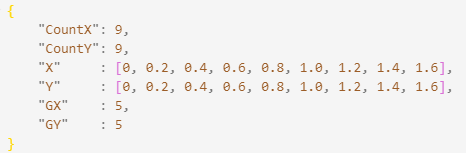 {
"CountX": 9,
"CountY": 9,
"X" : [0, 0.2, 0.4, 0.6, 0.8, 1.0, 1.2, 1.4, 1.6],
"Y" : [0, 0.2, 0.4, 0.6, 0.8, 1.0, 1.2, 1.4, 1.6],
"GX" : 5,
"GY" : 5
}